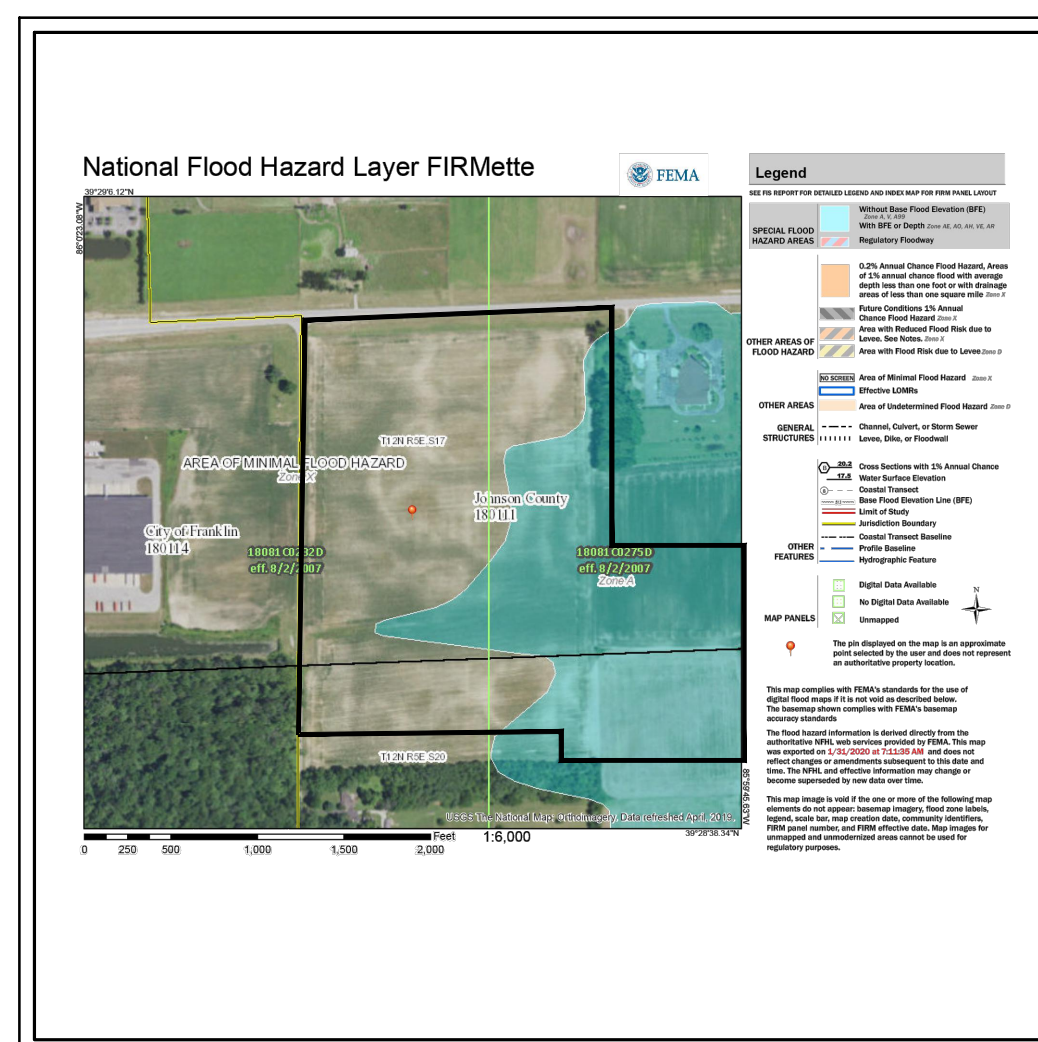 National Flood Hazard Layer FIRMette
FEMA
39°29'6.12"N
86°0'23.08"W
T12N R5E S17
AREA OF MINIMAL FLOOD HAZARD
Zone X
Johnson County
180111
City of Franklin
180114
18081C0232D
eff. 8/2/2007
18081C0275D
eff. 8/2/2007
Zone A
T12N R5E S20
USGS The National Map: Orthoimagery. Data refreshed April, 2019.
85°59'45.63"W
39°28'38.34"N
Feet
1:6,000
0 250 500 1,000 1,500 2,000
Legend
SEE FIS REPORT FOR DETAILED LEGEND AND INDEX MAP FOR FIRM PANEL LAYOUT
SPECIAL FLOOD
HAZARD AREAS
Without Base Flood Elevation (BFE)
Zone A, V, A99
With BFE or Depth Zone AE, AO, AH, VE, AR
Regulatory Floodway
OTHER AREAS OF
FLOOD HAZARD
0.2% Annual Chance Flood Hazard, Areas
of 1% annual chance flood with average
depth less than one foot or with drainage
areas of less than one square mile Zone X
Future Conditions 1% Annual
Chance Flood Hazard Zone X
Area with Reduced Flood Risk due to
Levee. See Notes. Zone X
Area with Flood Risk due to Levee Zone D
OTHER AREAS
NO SCREEN Area of Minimal Flood Hazard Zone X
Effective LOMRs
Area of Undetermined Flood Hazard Zone D
GENERAL
STRUCTURES
Channel, Culvert, or Storm Sewer
Levee, Dike, or Floodwall
OTHER
FEATURES
B 20.2 Cross Sections with 1% Annual Chance
17.5 Water Surface Elevation
Coastal Transect
Base Flood Elevation Line (BFE)
Limit of Study
Jurisdiction Boundary
Coastal Transect Baseline
Profile Baseline
Hydrographic Feature
MAP PANELS
Digital Data Available
No Digital Data Available
Unmapped
N
The pin displayed on the map is an approximate
point selected by the user and does not represent
an authoritative property location.
This map complies with FEMA's standards for the use of
digital flood maps if it is not void as described below.
The basemap shown complies with FEMA's basemap
accuracy standards
The flood hazard information is derived directly from the
authoritative NFHL web services provided by FEMA. This map
was exported on 1/31/2020 at 7:11:35 AM and does not
reflect changes or amendments subsequent to this date and
time. The NFHL and effective information may change or
become superseded by new data over time.
This map image is void if the one or more of the following map
elements do not appear: basemap imagery, flood zone labels,
legend, scale bar, map creation date, community identifiers,
FIRM panel number, and FIRM effective date. Map images for
unmapped and unmodernized areas cannot be used for
regulatory purposes.